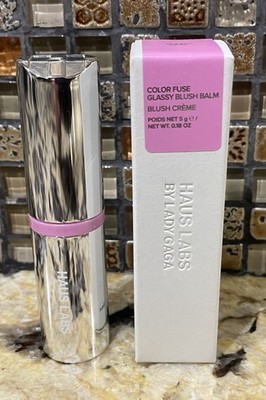 COLOR FUSE
GLASSY BLUSH BALM
BLUSH CRÈME
POIDS NET 5 g ℮ /
NET WT. 0.18 OZ
HAUS LABS
BY LADY GAGA
HAUS LABS